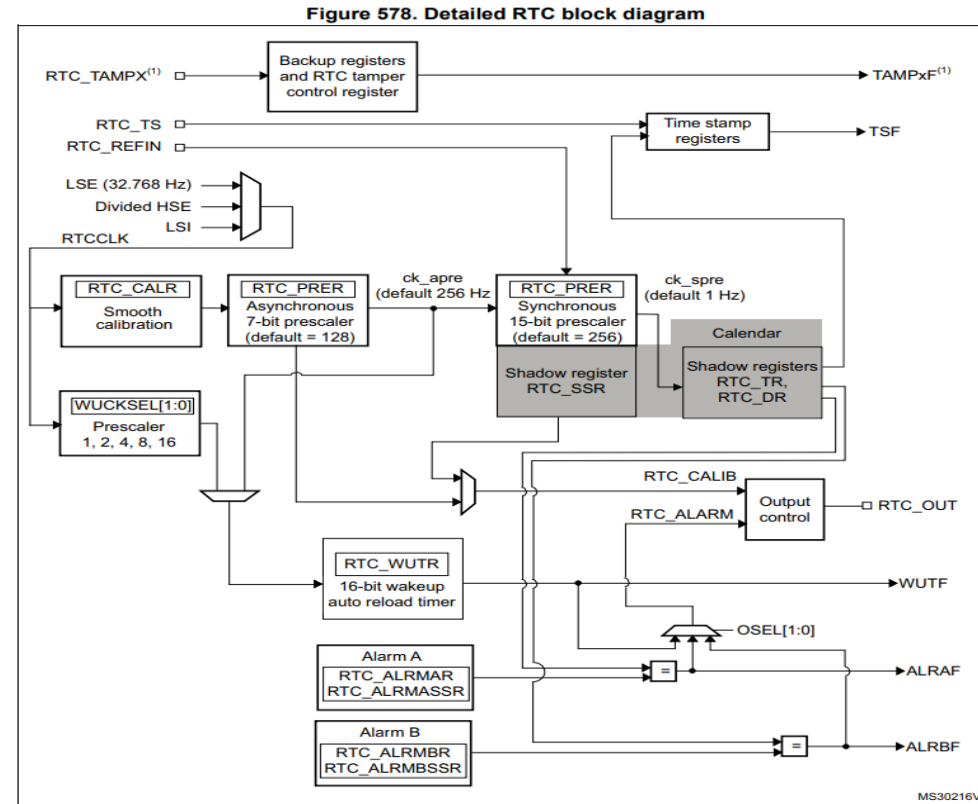 Figure 578. Detailed RTC block diagram
RTC_TAMPX(1)
Backup registers
and RTC tamper
control register
TAMPxF(1)
RTC_TS
Time stamp
registers
TSF
RTC_REFIN
LSE (32.768 Hz)
Divided HSE
LSI
RTCCLK
RTC_CALR
Smooth
calibration
RTC_PRER
Asynchronous
7-bit prescaler
(default = 128)
ck_apre
(default 256 Hz
RTC_PRER
Synchronous
15-bit prescaler
(default = 256)
ck_spre
(default 1 Hz)
Calendar
Shadow register
RTC_SSR
Shadow registers
RTC_TR,
RTC_DR
WUCKSEL[1:0]
Prescaler
1, 2, 4, 8, 16
RTC_CALIB
RTC_ALARM
Output
control
RTC_OUT
RTC_WUTR
16-bit wakeup
auto reload timer
WUTF
OSEL[1:0]
Alarm A
RTC_ALRMAR
RTC_ALRMASSR
=
ALRAF
Alarm B
RTC_ALRMBR
RTC_ALRMBSSR
=
ALRBF
MS30216V